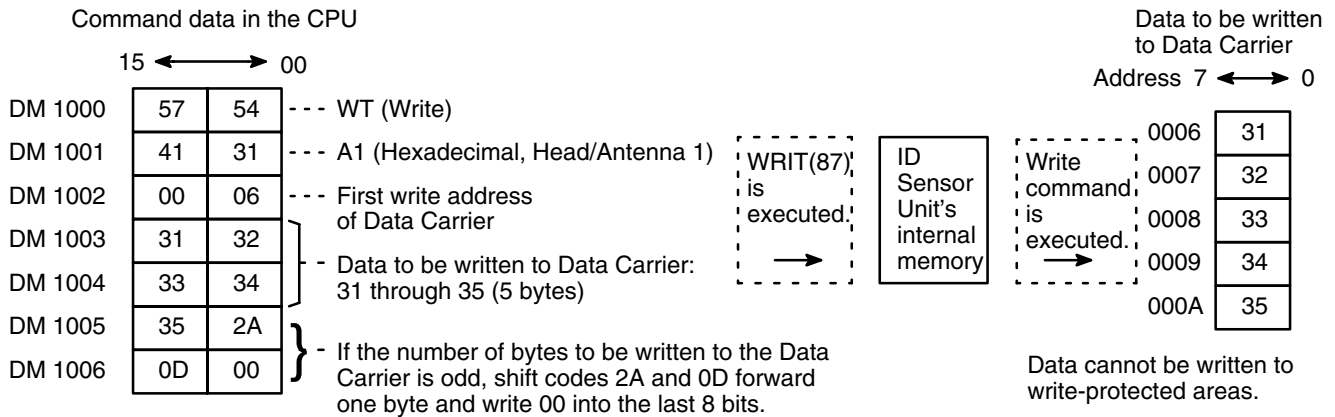 Command data in the CPU
15 00
DM 1000 57 54 WT (Write)
DM 1001 41 31 A1 (Hexadecimal, Head/Antenna 1)
DM 1002 00 06 First write address
of Data Carrier
DM 1003 31 32
DM 1004 33 34 Data to be written to Data Carrier:
31 through 35 (5 bytes)
DM 1005 35 2A
DM 1006 0D 00
If the number of bytes to be written to the Data
Carrier is odd, shift codes 2A and 0D forward
one byte and write 00 into the last 8 bits.
WRIT(87)
is
executed.
ID
Sensor
Unit's
internal
memory
Write
command
is
executed.
Data to be written
to Data Carrier
Address 7 0
0006 31
0007 32
0008 33
0009 34
000A 35
Data cannot be written to
write-protected areas.